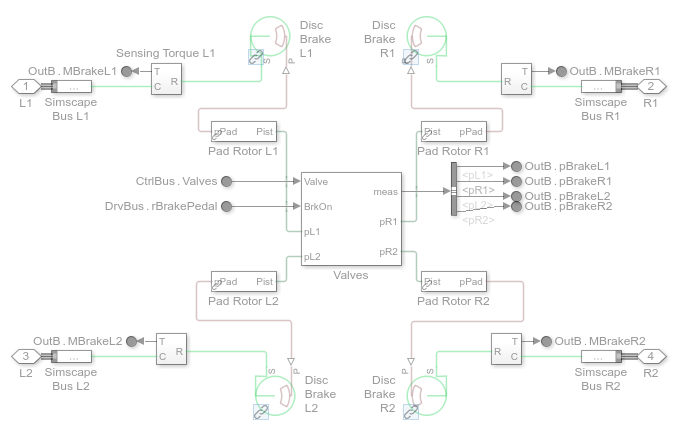 Disc
Brake
L1
Disc
Brake
R1
Sensing Torque L1
S
P
P
S
OutB.MBrakeL1
T
C
R
R
T
C
OutB.MBrakeR1
1
L1
...
Simscape
Bus L1
...
Simscape
Bus R1
2
R1
pPad
Pist
Pad Rotor L1
Pist
pPad
Pad Rotor R1
CtrlBus.Valves
DrvBus.rBrakePedal
Valve
BrkOn
pL1
pL2
meas
pR1
pR2
Valves
<pL1>
<pR1>
<pL2>
<pR2>
OutB.pBrakeL1
OutB.pBrakeR1
OutB.pBrakeL2
OutB.pBrakeR2
pPad
Pist
Pad Rotor L2
Pist
pPad
Pad Rotor R2
OutB.MBrakeL2
T
C
R
R
T
C
OutB.MBrakeR2
3
L2
...
Simscape
Bus L2
...
Simscape
Bus R2
4
R2
S
P
P
S
Disc
Brake
L2
Disc
Brake
R2